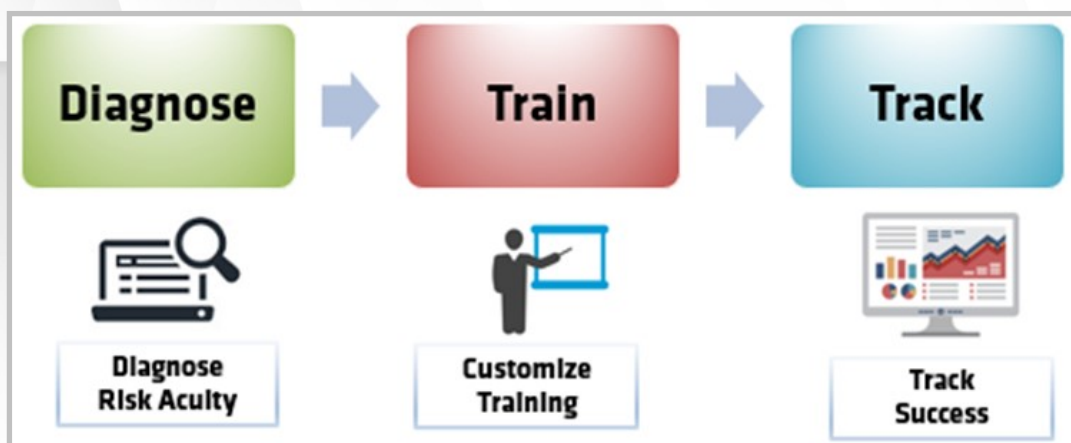 Diagnose
Train
Track
Diagnose
Risk Acuity
Customize
Training
Track
Success